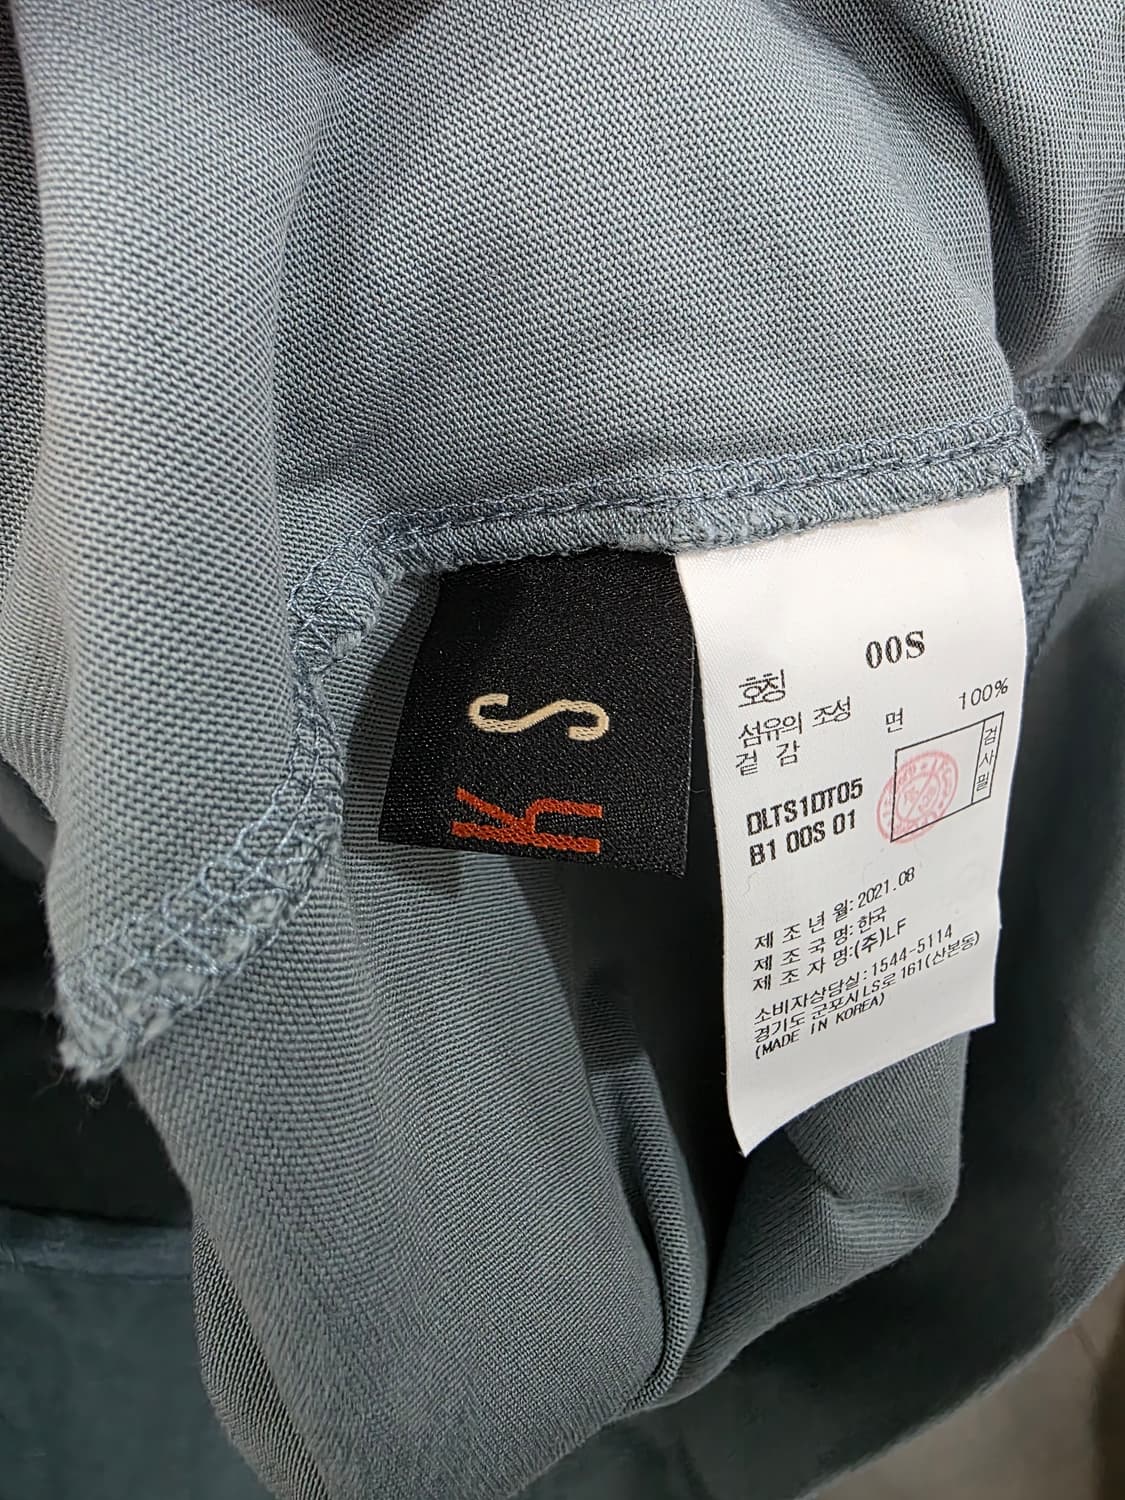 KS
호칭 00S
섬유의 조성
겉 감 면 100%
검사필
DLTS1DT05
B1 00S 01
제 조 년 월:2021.08
제 조 국 명:한국
제 조 자 명:(주)LF
소비자상담실:1544-5114
경기도 군포시 LS로 161(산본동)
(MADE IN KOREA)